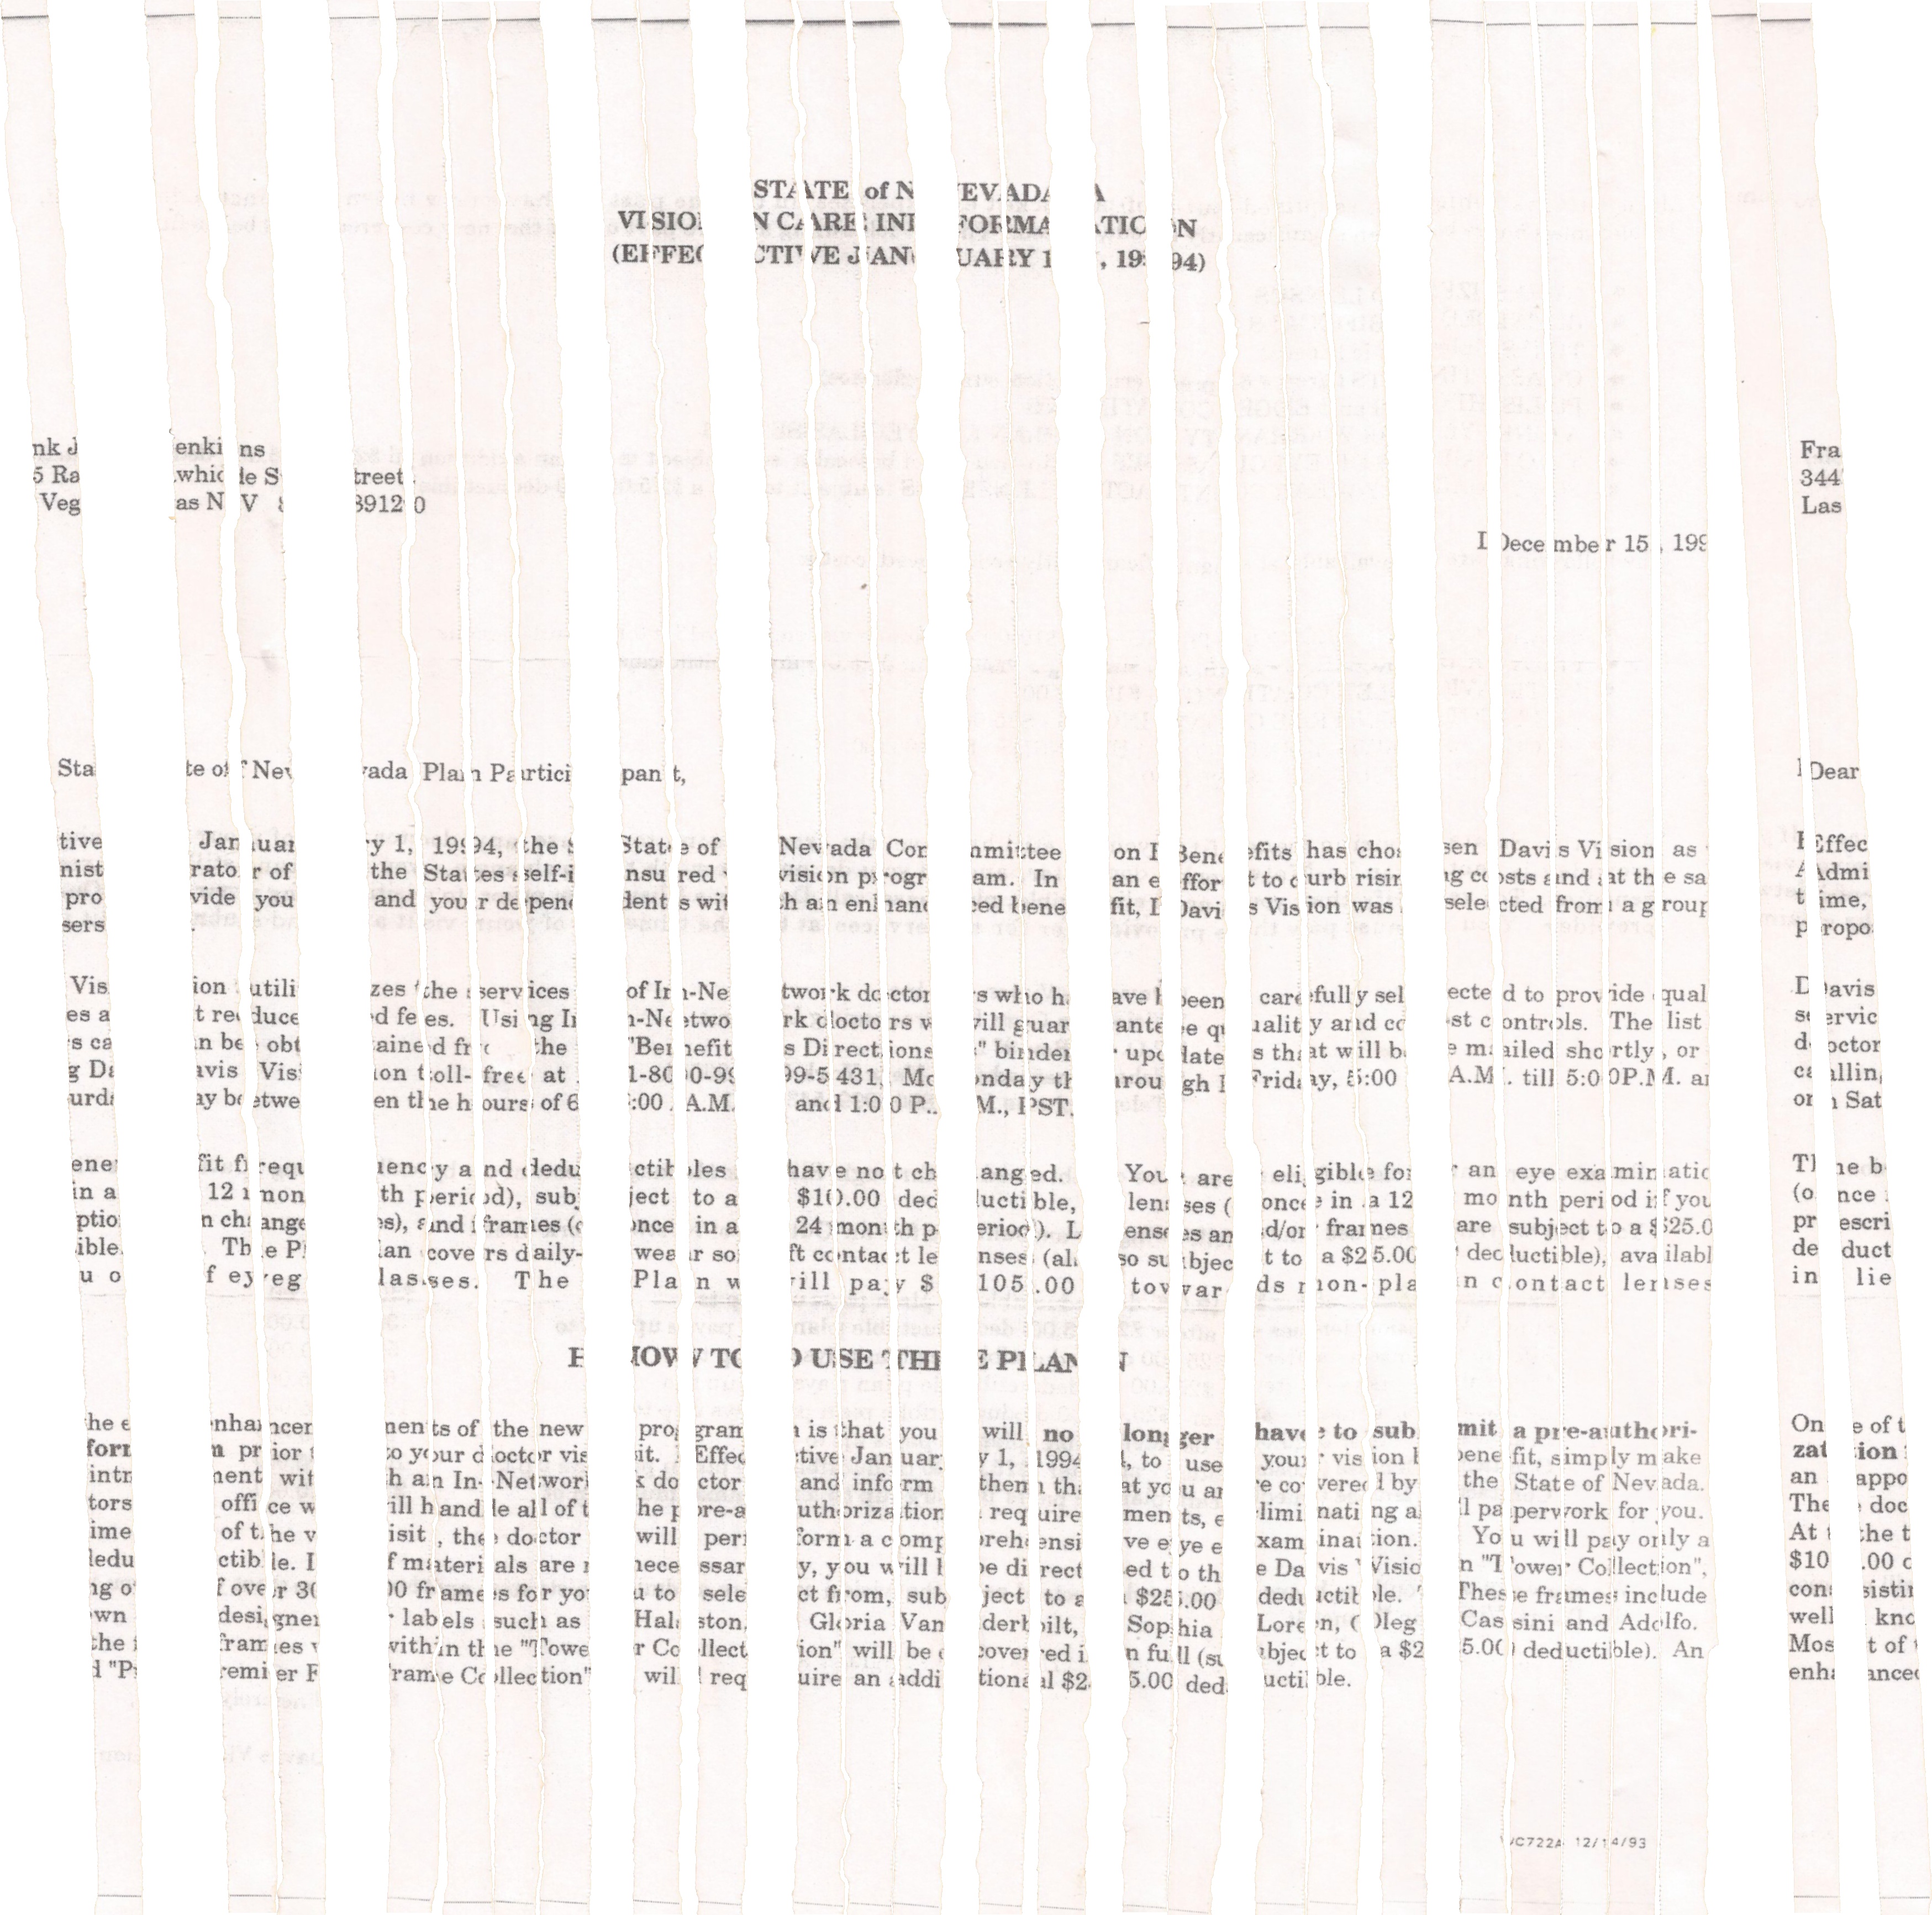 STATE of NEVADA
VISION CARE INFORMATION
(EFFECTIVE JANUARY 1, 1994)
Frank Jenkins
3445 Rawhide Street
Las Vegas NV 89120
December 15,
Dear State of Nevada Plan Participant,
Effective January 1, 1994, the State of Nevada Committee on Benefits has chosen Davis Vision as
Administrator of the States self-insured vision program. In an effort to curb rising costs and at the
time, provide you and your dependents with an enhanced benefit, Davis Vision was selected from a group
proposers.
Davis Vision utilizes the services of In-Network doctors who have been carefully selected to provide
services at reduced fees. Using In-Network doctors will guarantee quality and cost controls. The list
doctors can be obtained from the "Benefits Directions" binder updates that will be mailed shortly, or
calling Davis Vision toll-free at 1-800-999-5431, Monday through Friday, 5:00 A.M. till 5:00P.M.
on Saturday between the hours of 6:00 A.M. and 1:00 P.M., PST.
The benefit frequency and deductibles have not changed. You are eligible for an eye
(once in a 12 month period), subject to a $10.00 deductible, lenses (once in a 12 month period if you
prescription changes), and frames (once in a 24 month period). Lenses and/or frames are subject to a
deductible. The Plan covers daily-wear soft contact lenses (also subject to a $25.00 deductible),
in lieu of eyeglasses. The Plan will pay $105.00 towards non-plan contact lenses
HOW TO USE THE PLAN
One of the enhancements of the new program is that you will no longer have to submit a pre-authori-
zation form prior to your doctor visit. Effective January 1, 1994, to use your vision benefit, simply make
an appointment with an In-Network doctor and inform them that you are covered by the State of Nevada.
The doctors office will handle all of the pre-authorization requirements, eliminating all paperwork for you.
At the time of the visit, the doctor will perform a comprehensive eye examination. You will pay only a
$10.00 deductible. If materials are necessary, you will be directed to the Davis Vision "Tower Collection",
consisting of over 300 frames for you to select from, subject to a $25.00 deductible. These frames include
well known designer labels such as Halston, Gloria Vanderbilt, Sophia Loren, Oleg Cassini and Adolfo.
Most of the frames within the "Tower Collection" will be covered in full (subject to a $25.00 deductible). An
enhanced "Premier Frame Collection" will require an additional $25.00 deductible.
VC722A 12/14/93